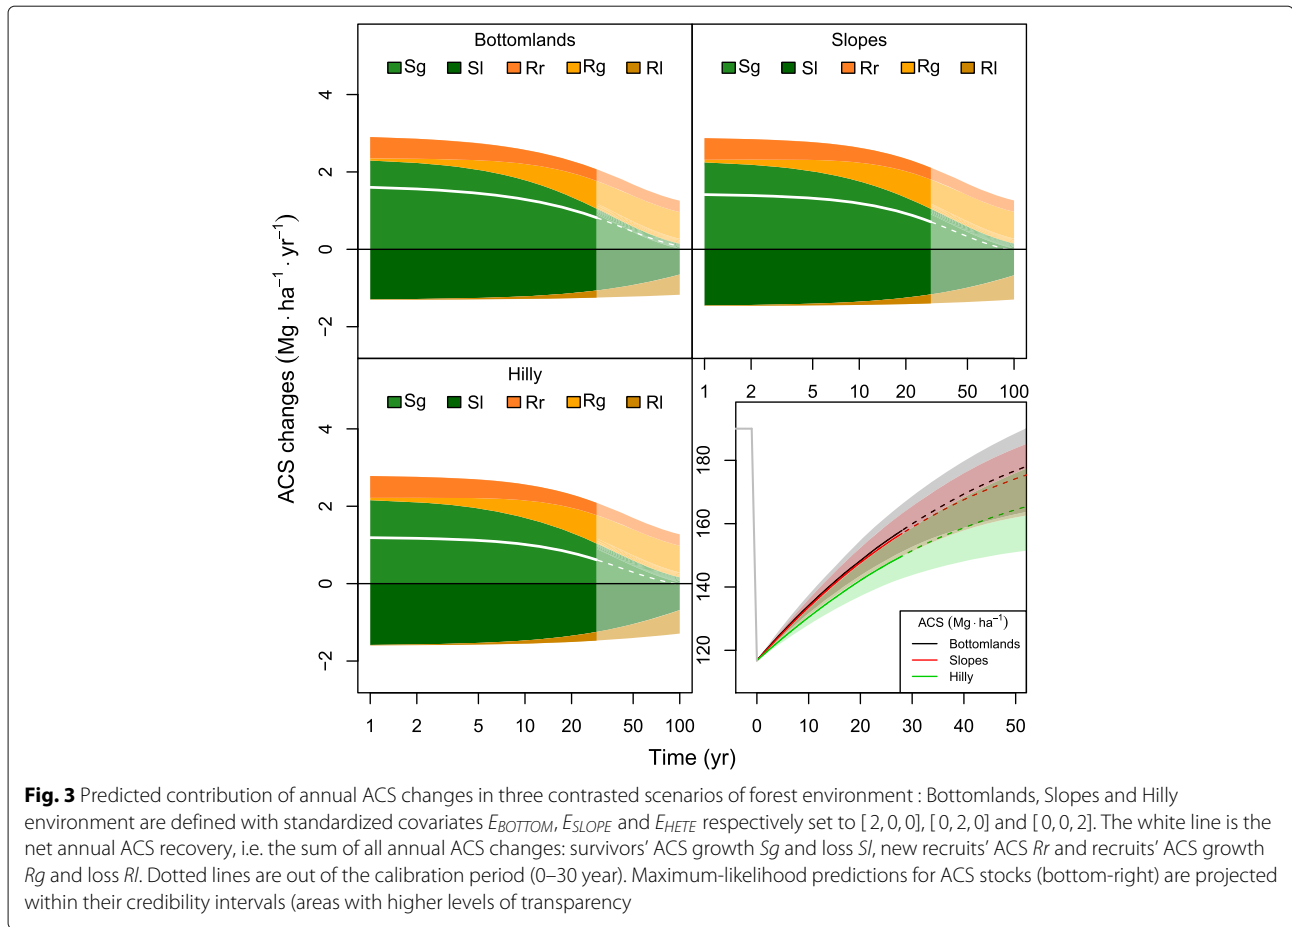 Bottomlands
Sg Sl Rr Rg Rl
Slopes
Sg Sl Rr Rg Rl
ACS changes (Mg · ha⁻¹ · yr⁻¹)
4
2
0
−2
Hilly
Sg Sl Rr Rg Rl
4
2
0
−2
1 2 5 10 20 50 100
1 2 5 10 20 50 100
180
160
140
120
ACS (Mg · ha⁻¹)
Bottomlands
Slopes
Hilly
0 10 20 30 40 50
Time (yr)
Fig. 3 Predicted contribution of annual ACS changes in three contrasted scenarios of forest environment : Bottomlands, Slopes and Hilly
environment are defined with standardized covariates E_BOTTOM, E_SLOPE and E_HETE respectively set to [ 2, 0, 0], [ 0, 2, 0] and [ 0, 0, 2]. The white line is the
net annual ACS recovery, i.e. the sum of all annual ACS changes: survivors' ACS growth Sg and loss Sl, new recruits' ACS Rr and recruits' ACS growth
Rg and loss Rl. Dotted lines are out of the calibration period (0–30 year). Maximum-likelihood predictions for ACS stocks (bottom-right) are projected
within their credibility intervals (areas with higher levels of transparency